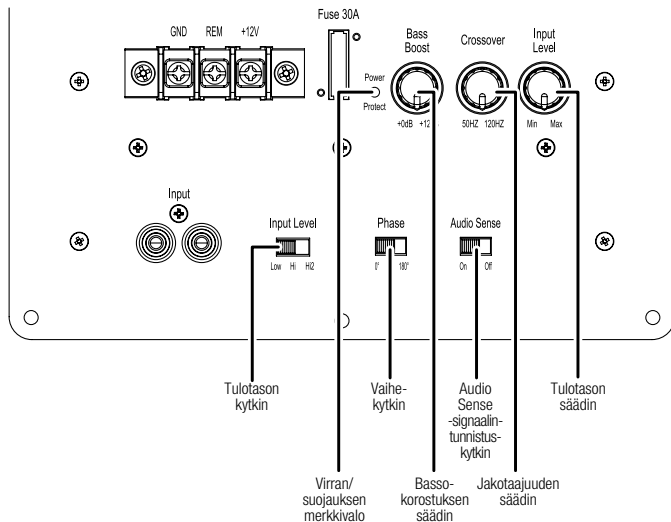 Fuse 30A
GND REM +12V
Bass
Boost
Crossover
Input
Level
Power
Protect
+0dB
50HZ 120HZ
Min Max
Input
Input Level
Low Hi Hi2
Phase
0° 180°
Audio Sense
On Off
Tulotason
kytkin
Vaihe-
kytkin
Audio
Sense
-signaalin-
tunnistus-
kytkin
Tulotason
säädin
Virran/
suojauksen
merkkivalo
Basso-
korostuksen
säädin
Jakotaajuuden
säädin